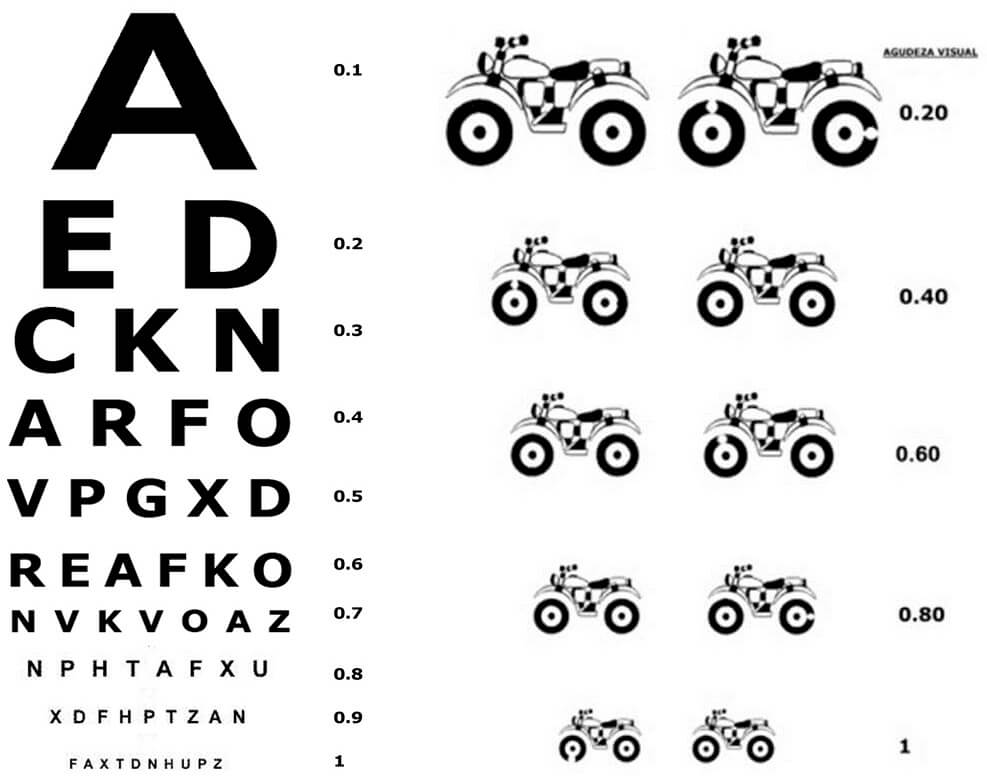 A 0.1
E D 0.2
C K N 0.3
A R F O 0.4
V P G X D 0.5
R E A F K O 0.6
N V K V O A Z 0.7
N P H T A F X U 0.8
X D F H P T Z A N 0.9
F A X T D N H U P Z 1
AGUDEZA VISUAL
0.20
0.40
0.60
0.80
1